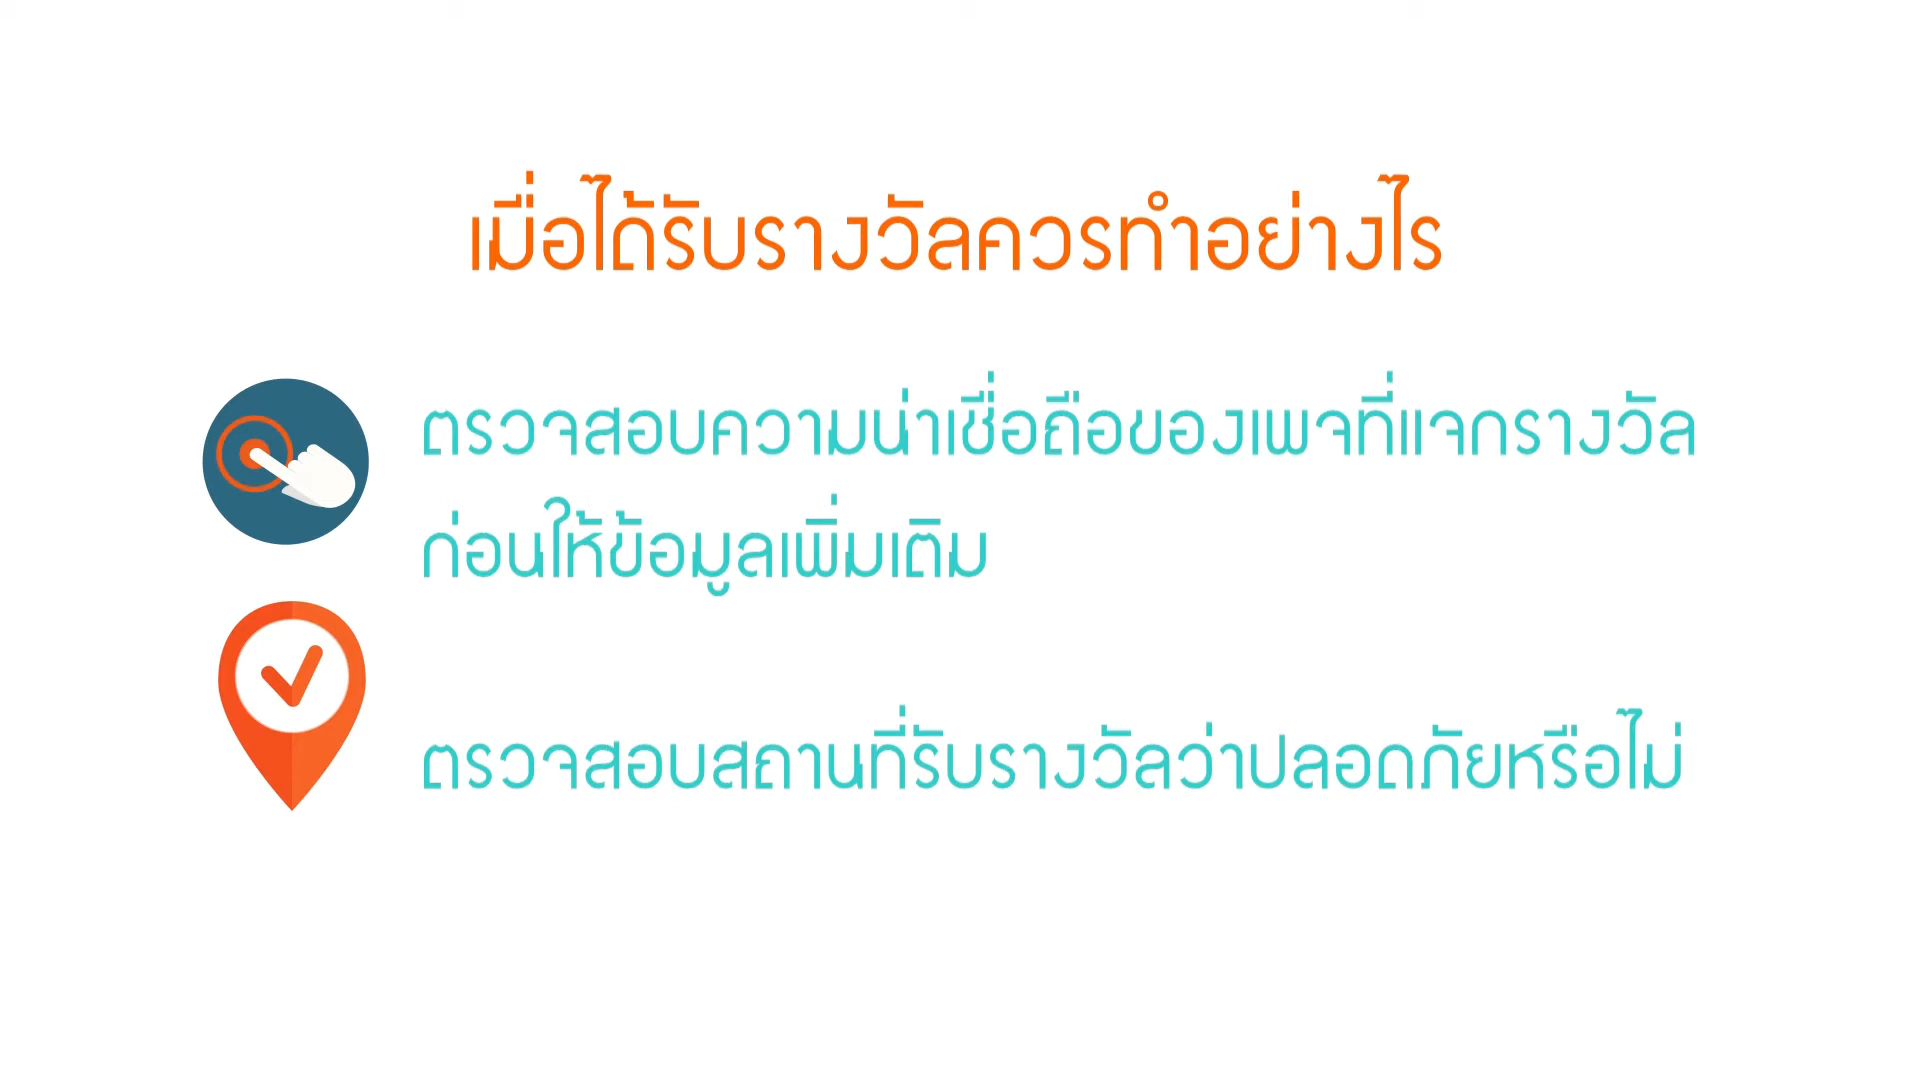 เมื่อได้รับรางวัลควรทำอย่างไร
ตรวจสอบความน่าเชื่อถือของเพจที่แจกรางวัล
ก่อนให้ข้อมูลเพิ่มเติม
ตรวจสอบสถานที่รับรางวัลว่าปลอดภัยหรือไม่